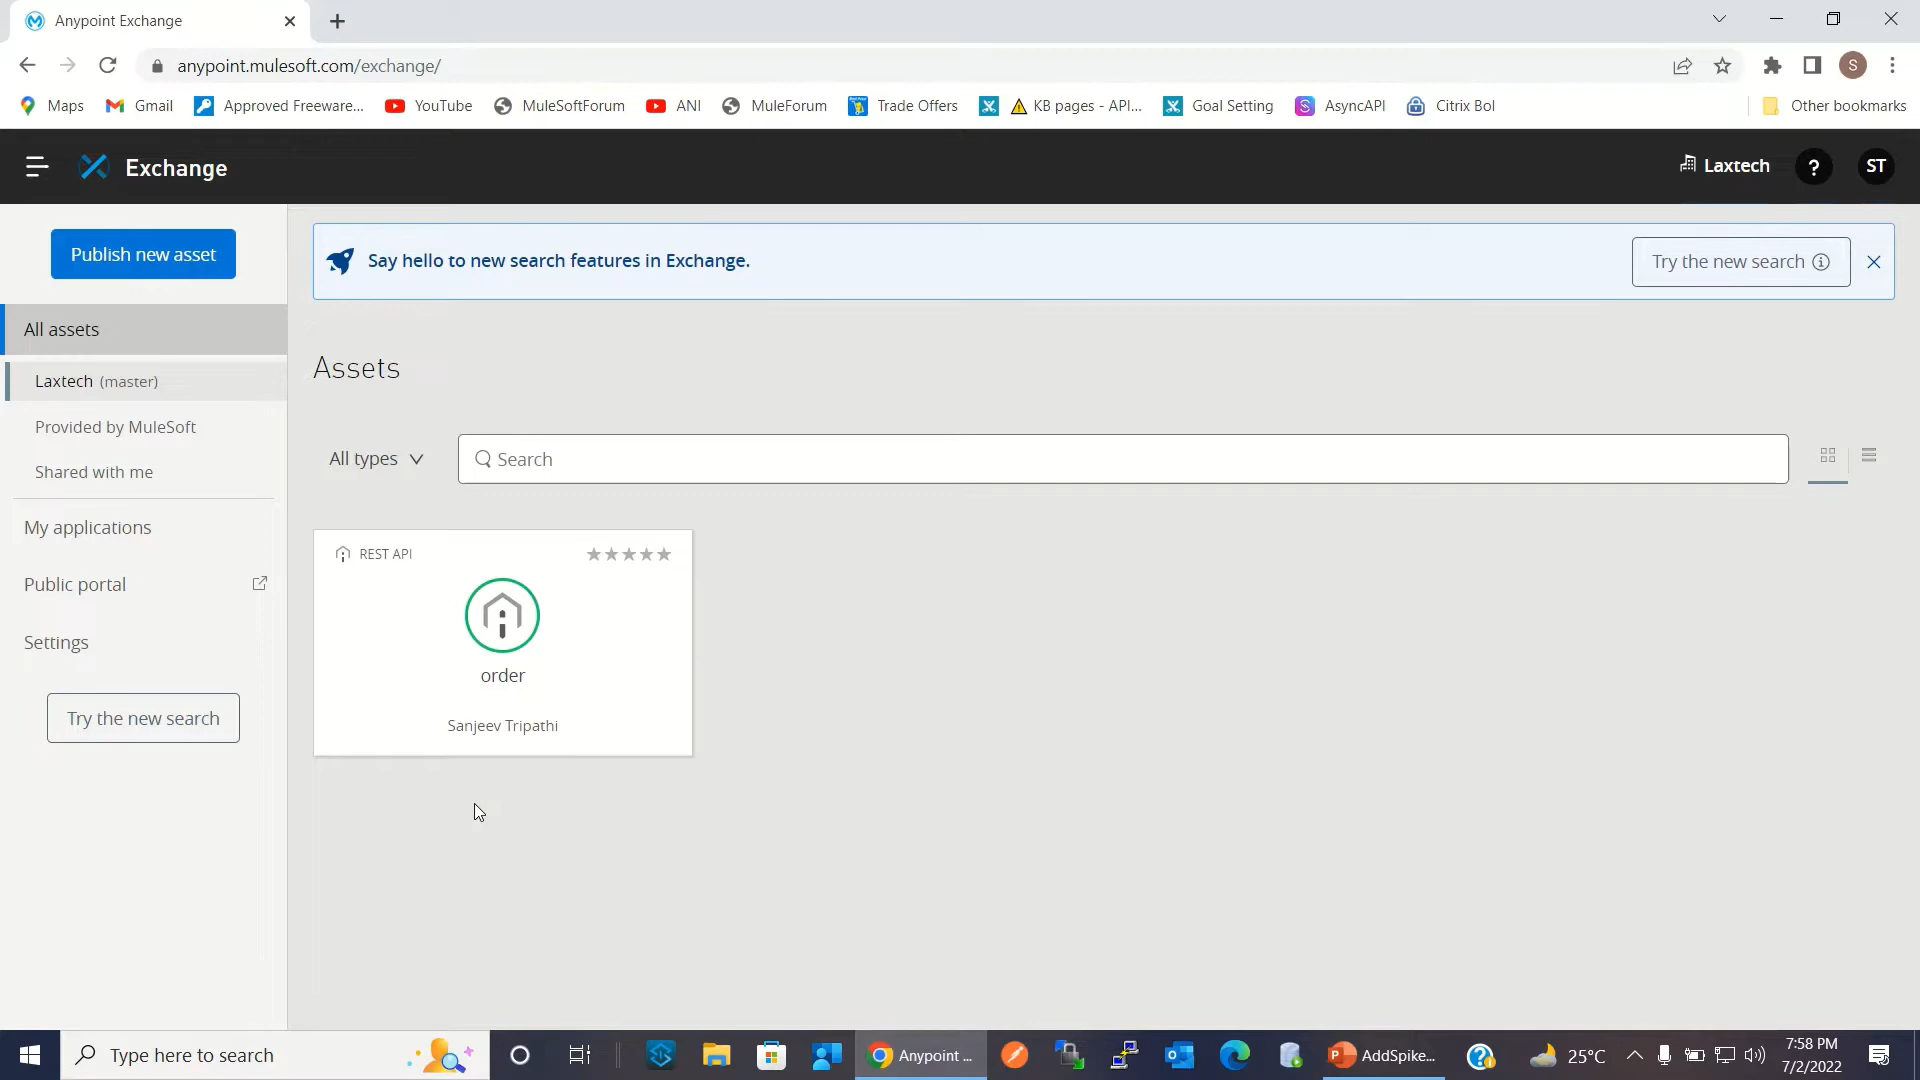 Anypoint Exchange
anypoint.mulesoft.com/exchange/
S
Maps
Gmail
Approved Freeware...
YouTube
MuleSoftForum
ANI
MuleForum
Trade Offers
KB pages - API...
Goal Setting
AsyncAPI
Citrix Bol
Other bookmarks
Exchange
Laxtech
?
ST
Publish new asset
Say hello to new search features in Exchange.
Try the new search
All assets
Assets
Laxtech (master)
Provided by MuleSoft
All types
Search
Shared with me
My applications
REST API
Public portal
order
Settings
Try the new search
Sanjeev Tripathi
Type here to search
Anypoint ...
AddSpike...
25°C
7:58 PM
7/2/2022